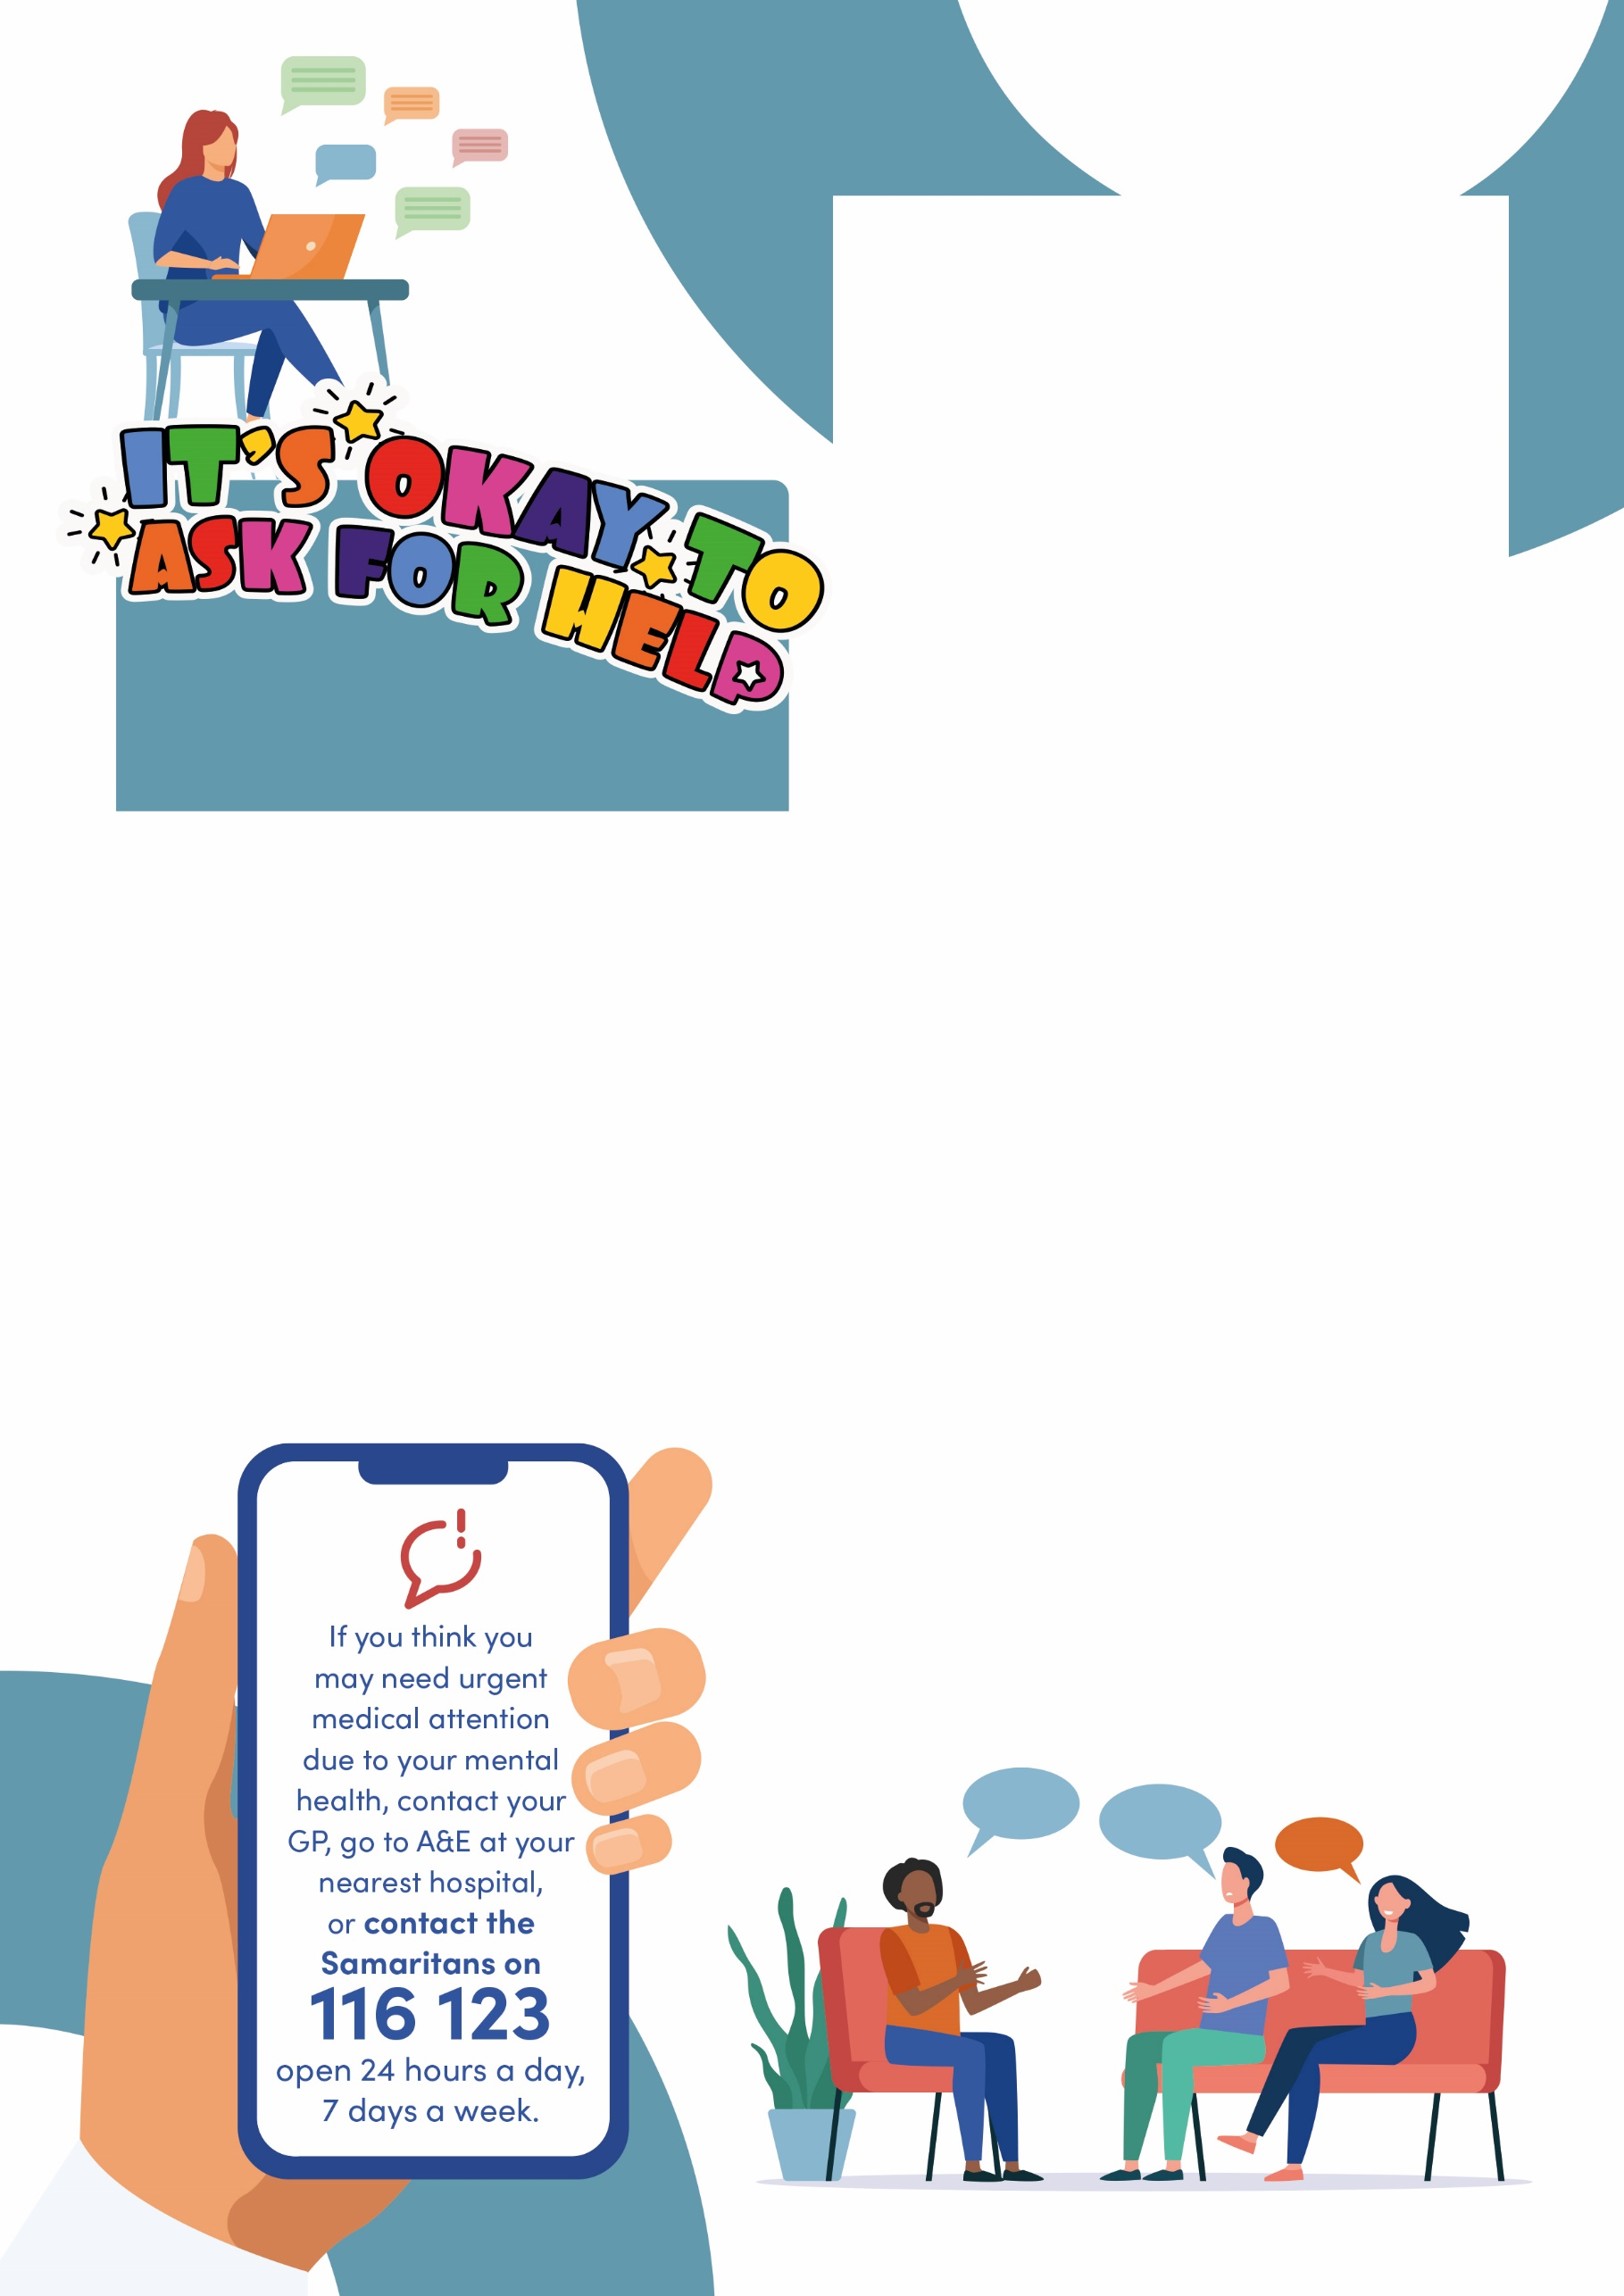 IT'S OKAY TO
ASK FOR HELP
If you think you
may need urgent
medical attention
due to your mental
health, contact your
GP, go to A&E at your
nearest hospital,
or contact the
Samaritans on
116 123
open 24 hours a day,
7 days a week.